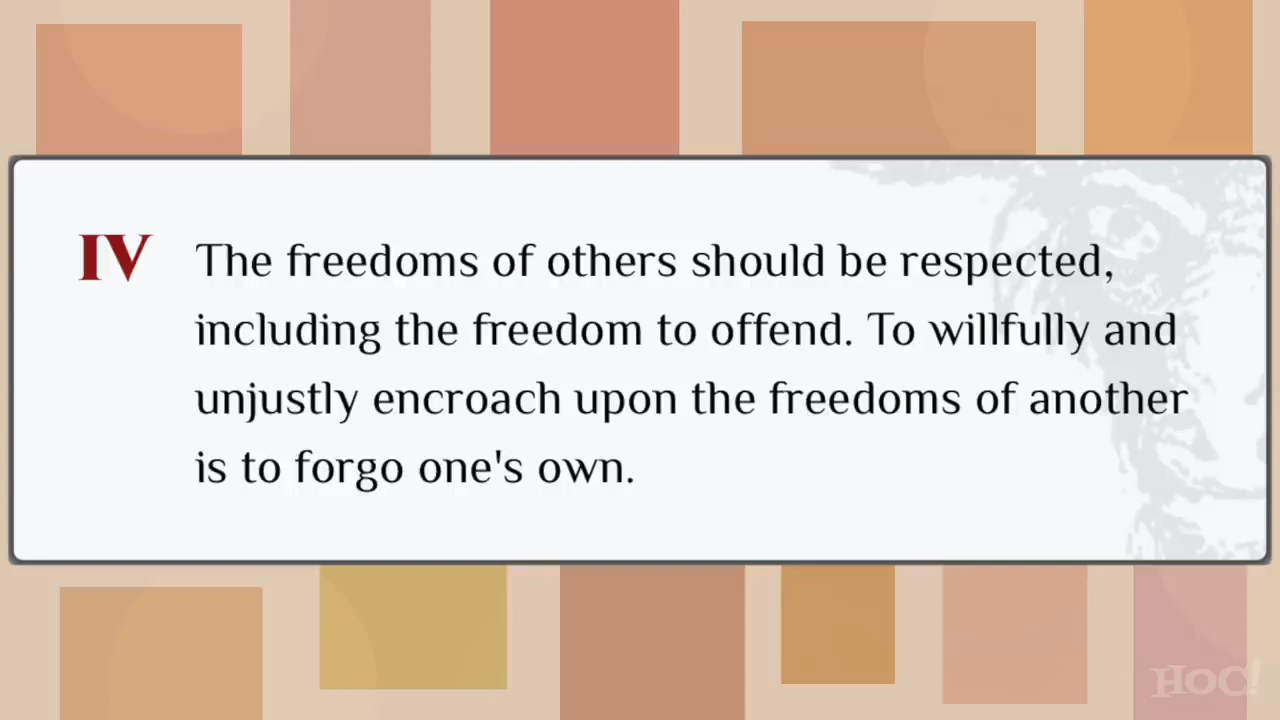 IV The freedoms of others should be respected,
including the freedom to offend. To willfully and
unjustly encroach upon the freedoms of another
is to forgo one's own.
HOC!